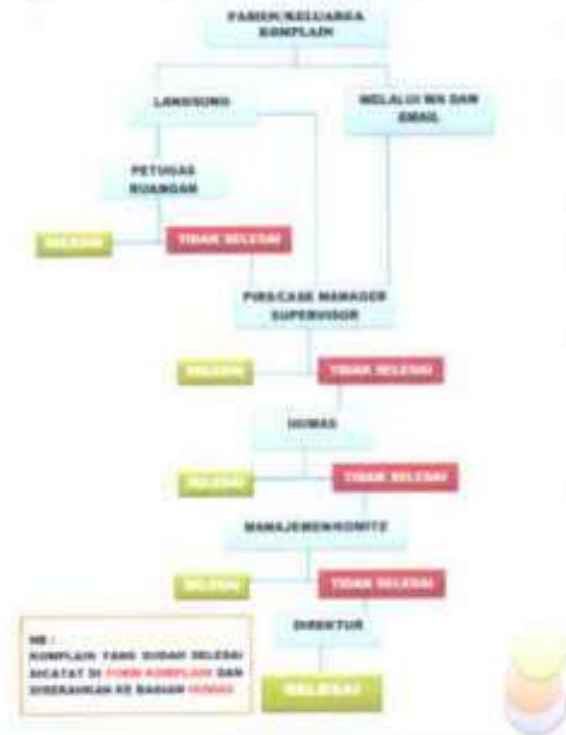 PASIEN/KELUARGA
KOMPLAIN
LANGSUNG
MELALUI WA DAN
EMAIL
PETUGAS
RUANGAN
SELESAI
TIDAK SELESAI
MANAGER
SUPERVISOR
SELESAI
TIDAK SELESAI
HUMAS
SELESAI
TIDAK SELESAI
MANAJEMEN/KOMITE
SELESAI
TIDAK SELESAI
DIREKTUR
SELESAI
NB :
KOMPLAIN YANG SUDAH SELESAI
DICATAT DI FORM KOMPLAIN DAN
DISERAHKAN KE BAGIAN HUMAS